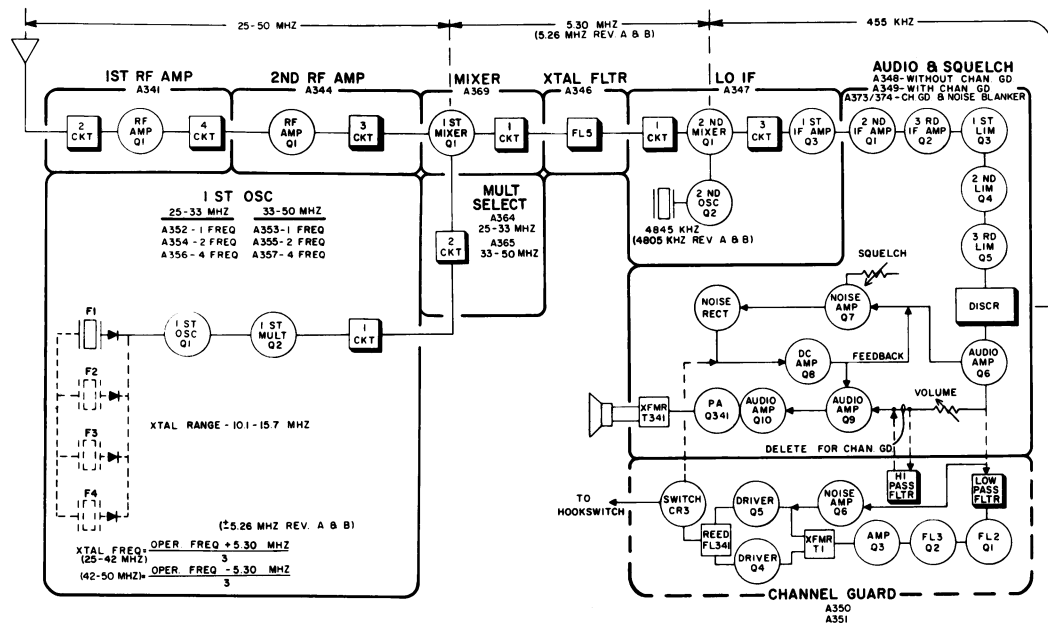 25-50 MHZ
5.30 MHZ
(5.26 MHZ REV. A & B)
455 KHZ
1ST RF AMP
A341
2ND RF AMP
A344
MIXER
A369
XTAL FLTR
A346
LO IF
A347
AUDIO & SQUELCH
A348-WITHOUT CHAN. GD
A349-WITH CHAN GD
A373/374-CH.GD & NOISE BLANKER
2
CKT
RF
AMP
Q1
4
CKT
RF
AMP
Q1
3
CKT
1ST
MIXER
Q1
1
CKT
FL5
1
CKT
2 ND
MIXER
Q1
3
CKT
1 ST
IF AMP
Q3
2 ND
IF AMP
Q1
3 RD
IF AMP
Q2
1 ST
LIM
Q3
2 ND
LIM
Q4
3 RD
LIM
Q5
DISCR
2 ND
OSC
Q2
4845 KHZ
(4805 KHZ REV A & B)
MULT
SELECT
A364
25-33 MHZ
A365
33-50 MHZ
2
CKT
1 ST OSC
25-33 MHZ 33-50 MHZ
A352-1 FREQ A353-1 FREQ
A354-2 FREQ A355-2 FREQ
A356-4 FREQ A357-4 FREQ
F1
F2
F3
F4
1 ST
OSC
Q1
1 ST
MULT
Q2
1
CKT
XTAL RANGE - 10.1-15.7 MHZ
(±5.26 MHZ REV. A & B)
XTAL FREQ = OPER. FREQ + 5.30 MHZ
(25-42 MHZ) 3
(42-50 MHZ) = OPER. FREQ - 5.30 MHZ
3
SQUELCH
NOISE
RECT
NOISE
AMP
Q7
DC
AMP
Q8
FEEDBACK
AUDIO
AMP
Q6
VOLUME
XFMR
T341
PA
Q341
AUDIO
AMP
Q10
AUDIO
AMP
Q9
DELETE FOR CHAN. GD
HI
PASS
FLTR
LOW
PASS
FLTR
TO
HOOKSWITCH
SWITCH
CR3
DRIVER
Q5
NOISE
AMP
Q6
REED
FL341
DRIVER
Q4
XFMR
T1
AMP
Q3
FL3
Q2
FL2
Q1
CHANNEL GUARD
A350
A351